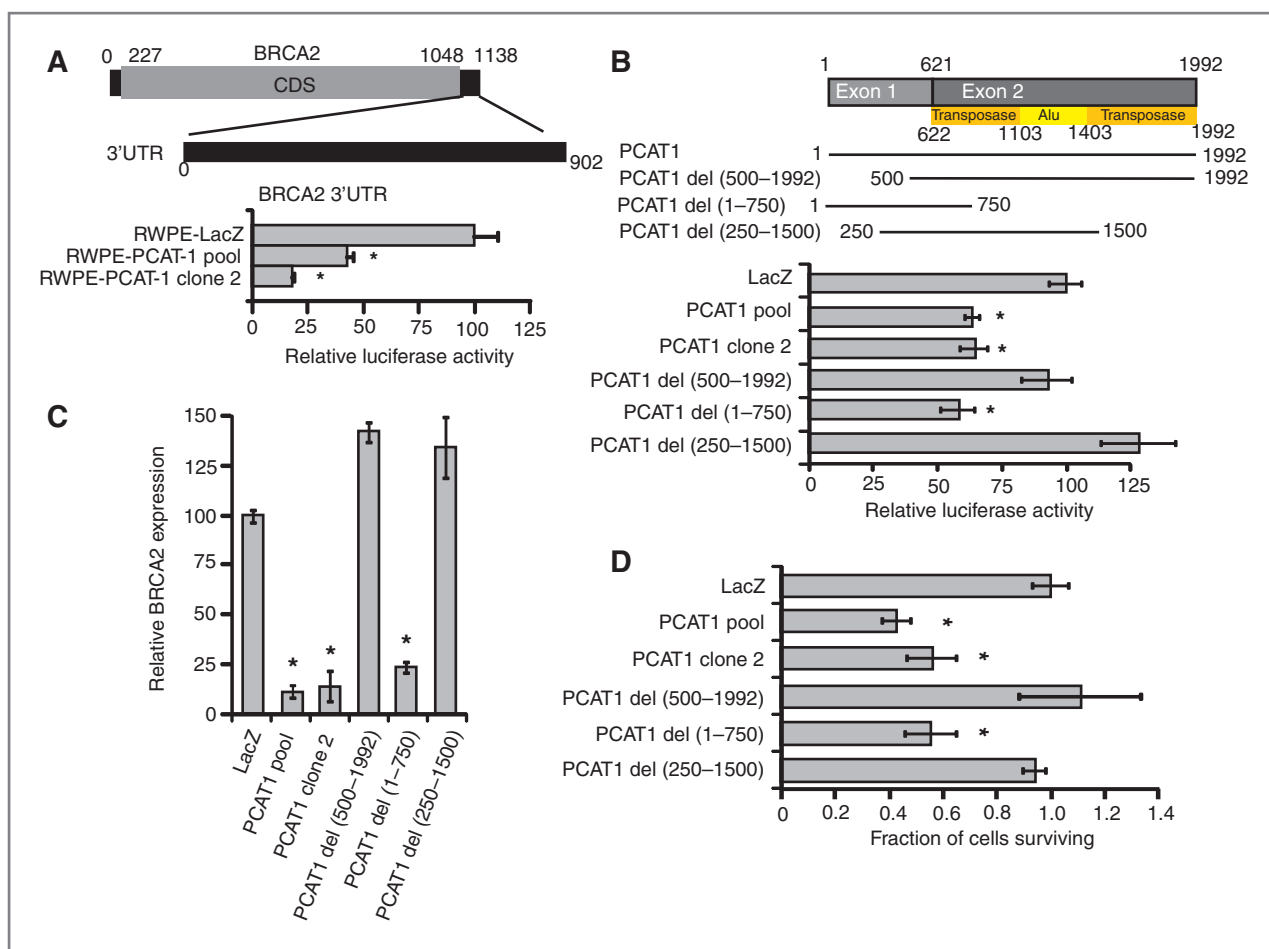 A
0 227 BRCA2 1048 1138
CDS
3'UTR
0 902
BRCA2 3'UTR
RWPE-LacZ
RWPE-PCAT-1 pool *
RWPE-PCAT-1 clone 2 *
0 25 50 75 100 125
Relative luciferase activity
B
1 621 1992
Exon 1 Exon 2
Transposase Alu Transposase
622 1103 1403 1992
PCAT1 1 1992
PCAT1 del (500–1992) 500 1992
PCAT1 del (1–750) 1 750
PCAT1 del (250–1500) 250 1500
LacZ
PCAT1 pool *
PCAT1 clone 2 *
PCAT1 del (500–1992)
PCAT1 del (1–750) *
PCAT1 del (250–1500)
0 25 50 75 100 125
Relative luciferase activity
C
Relative BRCA2 expression
150
125
100
75
50
25
0
* * *
LacZ
PCAT1 pool
PCAT1 clone 2
PCAT1 del (500–1992)
PCAT1 del (1–750)
PCAT1 del (250–1500)
D
LacZ
PCAT1 pool *
PCAT1 clone 2 *
PCAT1 del (500–1992)
PCAT1 del (1–750) *
PCAT1 del (250–1500)
0 0.2 0.4 0.6 0.8 1.0 1.2 1.4
Fraction of cells surviving